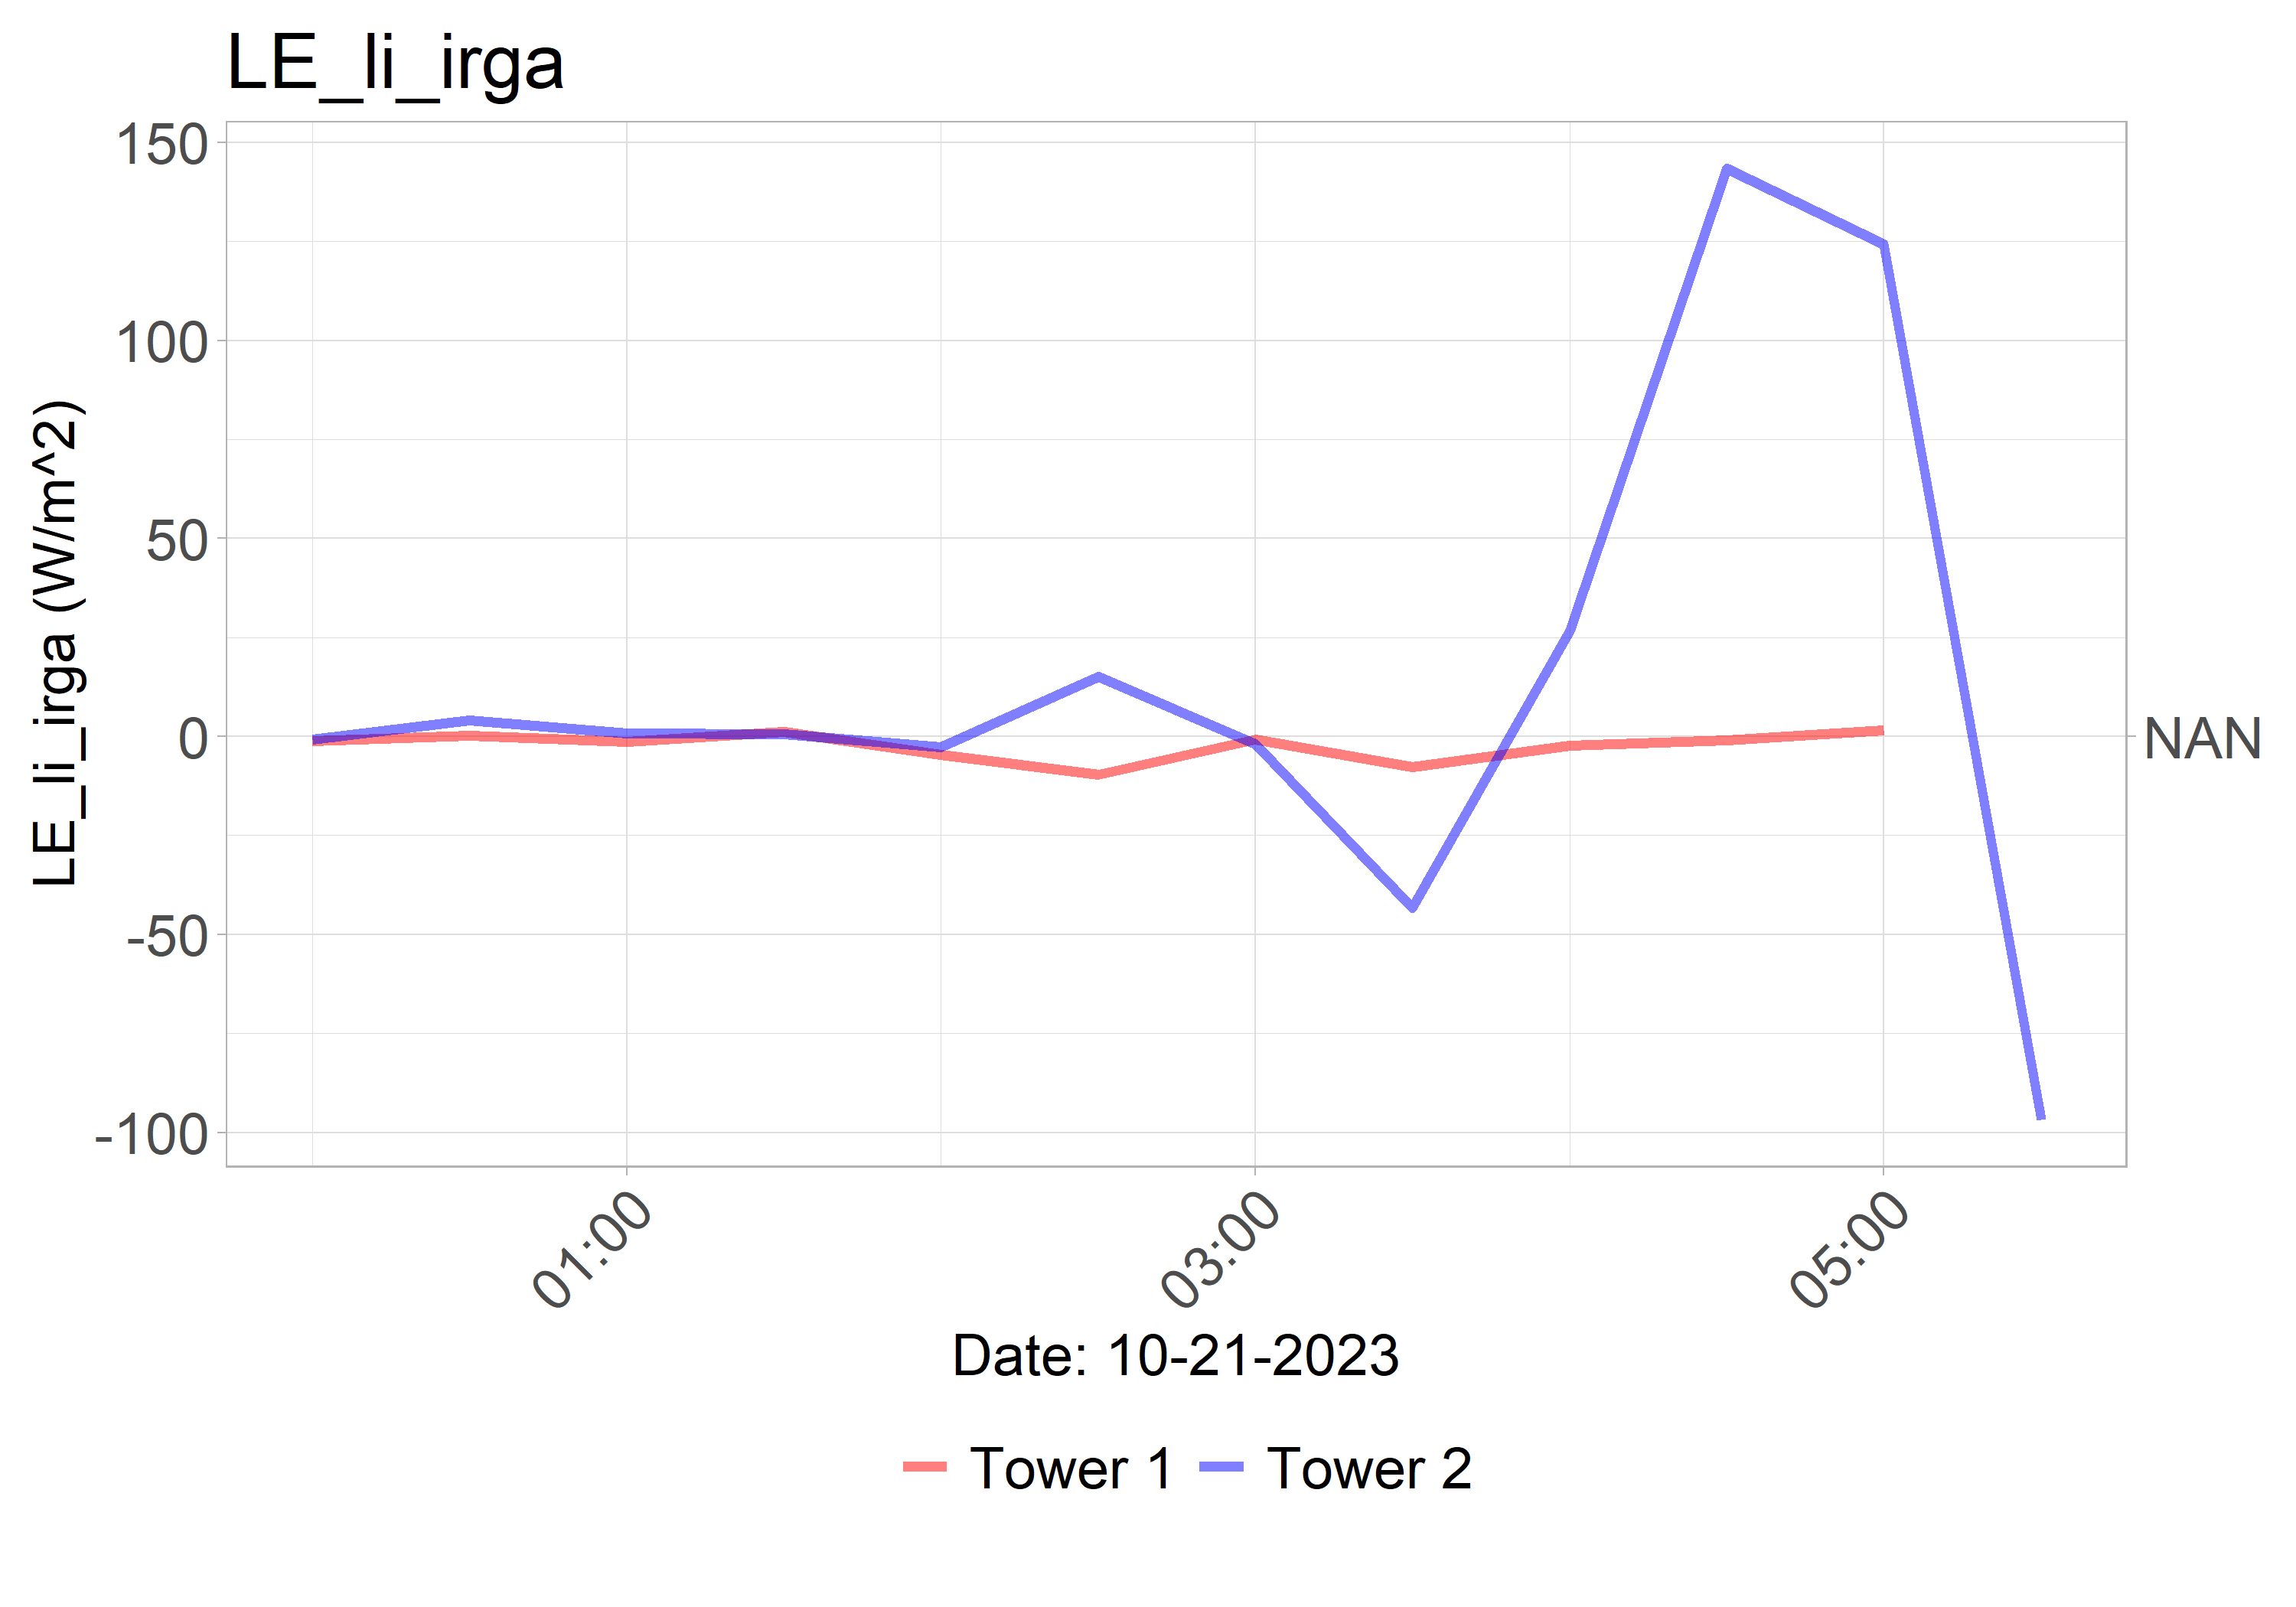 LE_li_irga
LE_li_irga (W/m^2)
150
100
50
0
-50
-100
NAN
01:00
03:00
05:00
Date: 10-21-2023
Tower 1
Tower 2